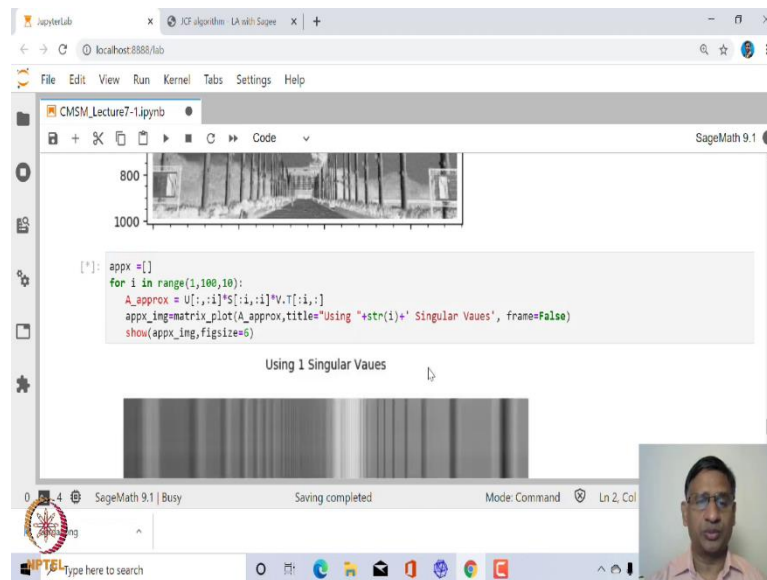 JupyterLab
JCF algorithm - LA with Sagee
localhost:8888/lab
File Edit View Run Kernel Tabs Settings Help
CMSM_Lecture7-1.ipynb
Code
SageMath 9.1
800
1000
[*]:
appx =[]
for i in range(1,100,10):
A_approx = U[:,:i]*S[:i,:i]*V.T[:i,:]
appx_img=matrix_plot(A_approx,title="Using "+str(i)+' Singular Vaues', frame=False)
show(appx_img,figsize=6)
Using 1 Singular Vaues
0 4 SageMath 9.1 | Busy Saving completed Mode: Command Ln 2, Col
NPTEL
Type here to search